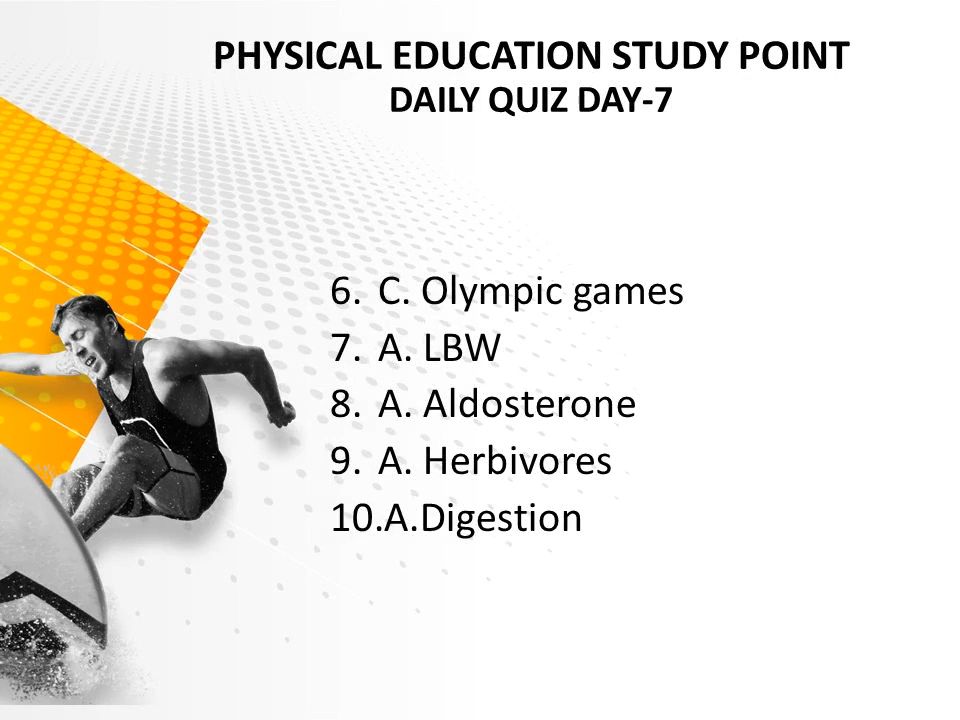 PHYSICAL EDUCATION STUDY POINT
DAILY QUIZ DAY-7
6. C. Olympic games
7. A. LBW
8. A. Aldosterone
9. A. Herbivores
10.A.Digestion